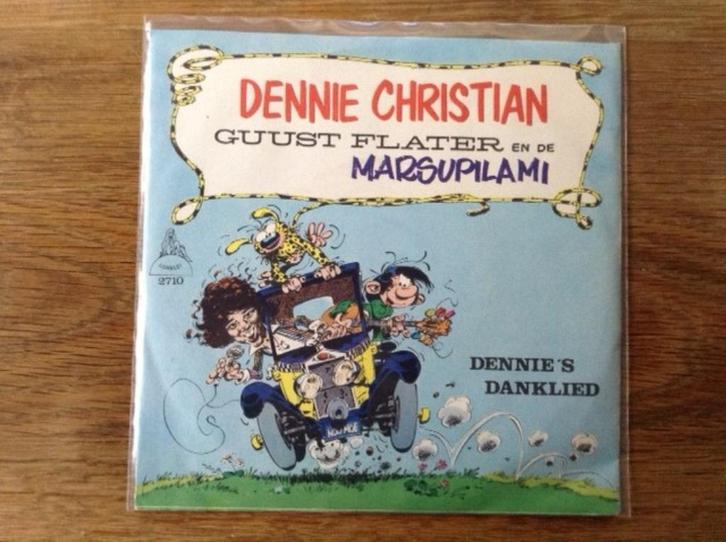 DENNIE CHRISTIAN
GUUST FLATER EN DE
MARSUPILAMI
2710
DENNIE'S
DANKLIED